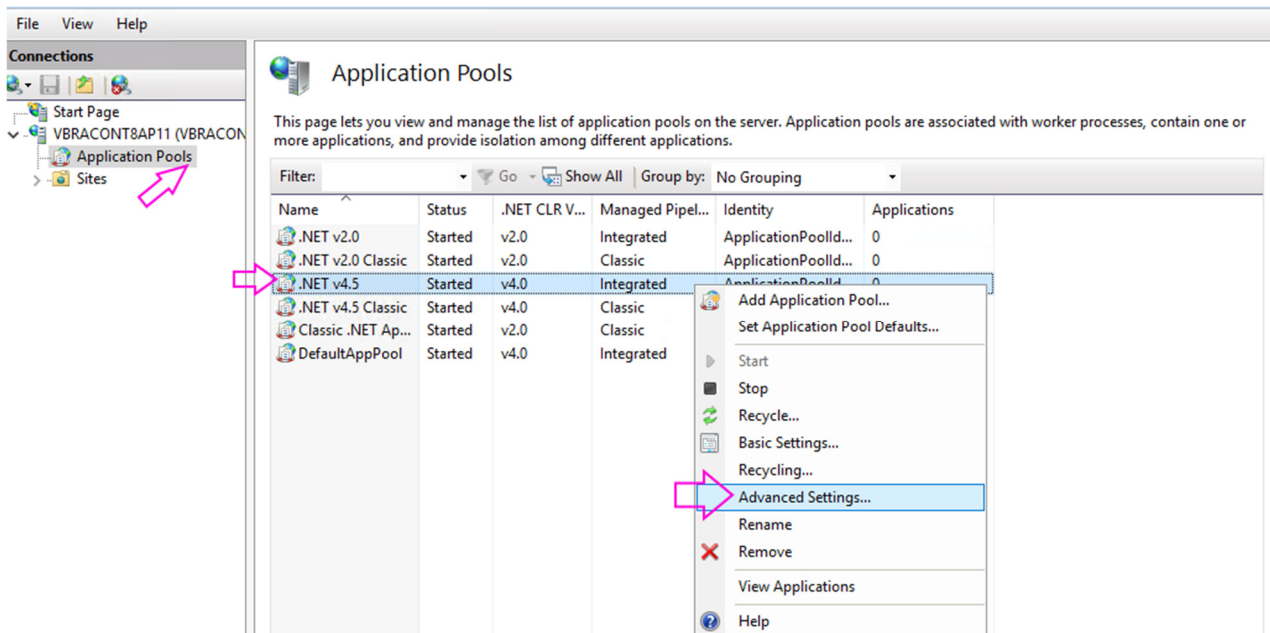 File View Help
Connections
Start Page
VBRACONT8AP11 (VBRACON
Application Pools
Sites
Application Pools
This page lets you view and manage the list of application pools on the server. Application pools are associated with worker processes, contain one or
more applications, and provide isolation among different applications.
Filter: Go Show All Group by: No Grouping
Name Status .NET CLR V... Managed Pipel... Identity Applications
.NET v2.0 Started v2.0 Integrated ApplicationPoolId... 0
.NET v2.0 Classic Started v2.0 Classic ApplicationPoolId... 0
.NET v4.5 Started v4.0 Integrated ApplicationPoolId... 0
.NET v4.5 Classic Started v4.0 Classic
Classic .NET Ap... Started v2.0 Classic
DefaultAppPool Started v4.0 Integrated
Add Application Pool...
Set Application Pool Defaults...
Start
Stop
Recycle...
Basic Settings...
Recycling...
Advanced Settings...
Rename
Remove
View Applications
Help